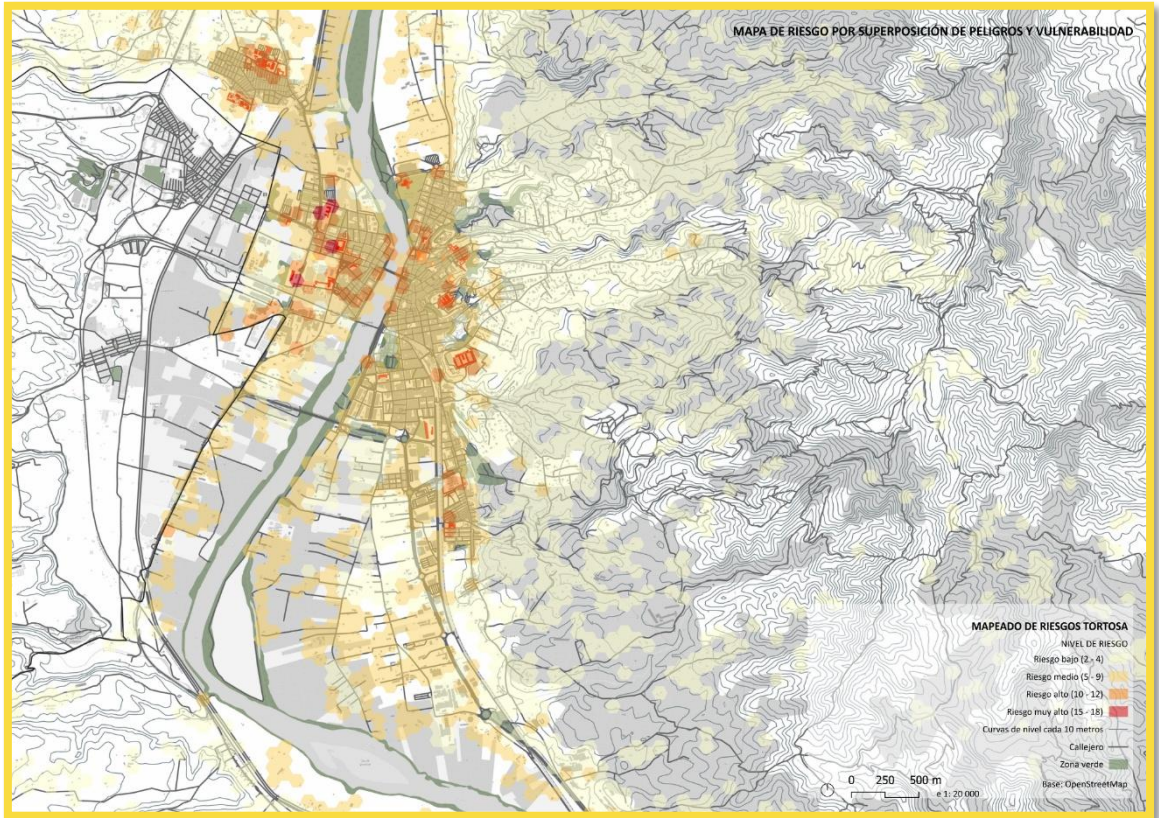 MAPA DE RIESGO POR SUPERPOSICIÓN DE PELIGROS Y VULNERABILIDAD
MAPEADO DE RIESGOS TORTOSA
NIVEL DE RIESGO
Riesgo bajo (2 - 4)
Riesgo medio (5 - 9)
Riesgo alto (10 - 12)
Riesgo muy alto (15 - 18)
Curvas de nivel cada 10 metros
Callejero
Zona verde
Base: OpenStreetMap
0 250 500 m
e 1: 20 000